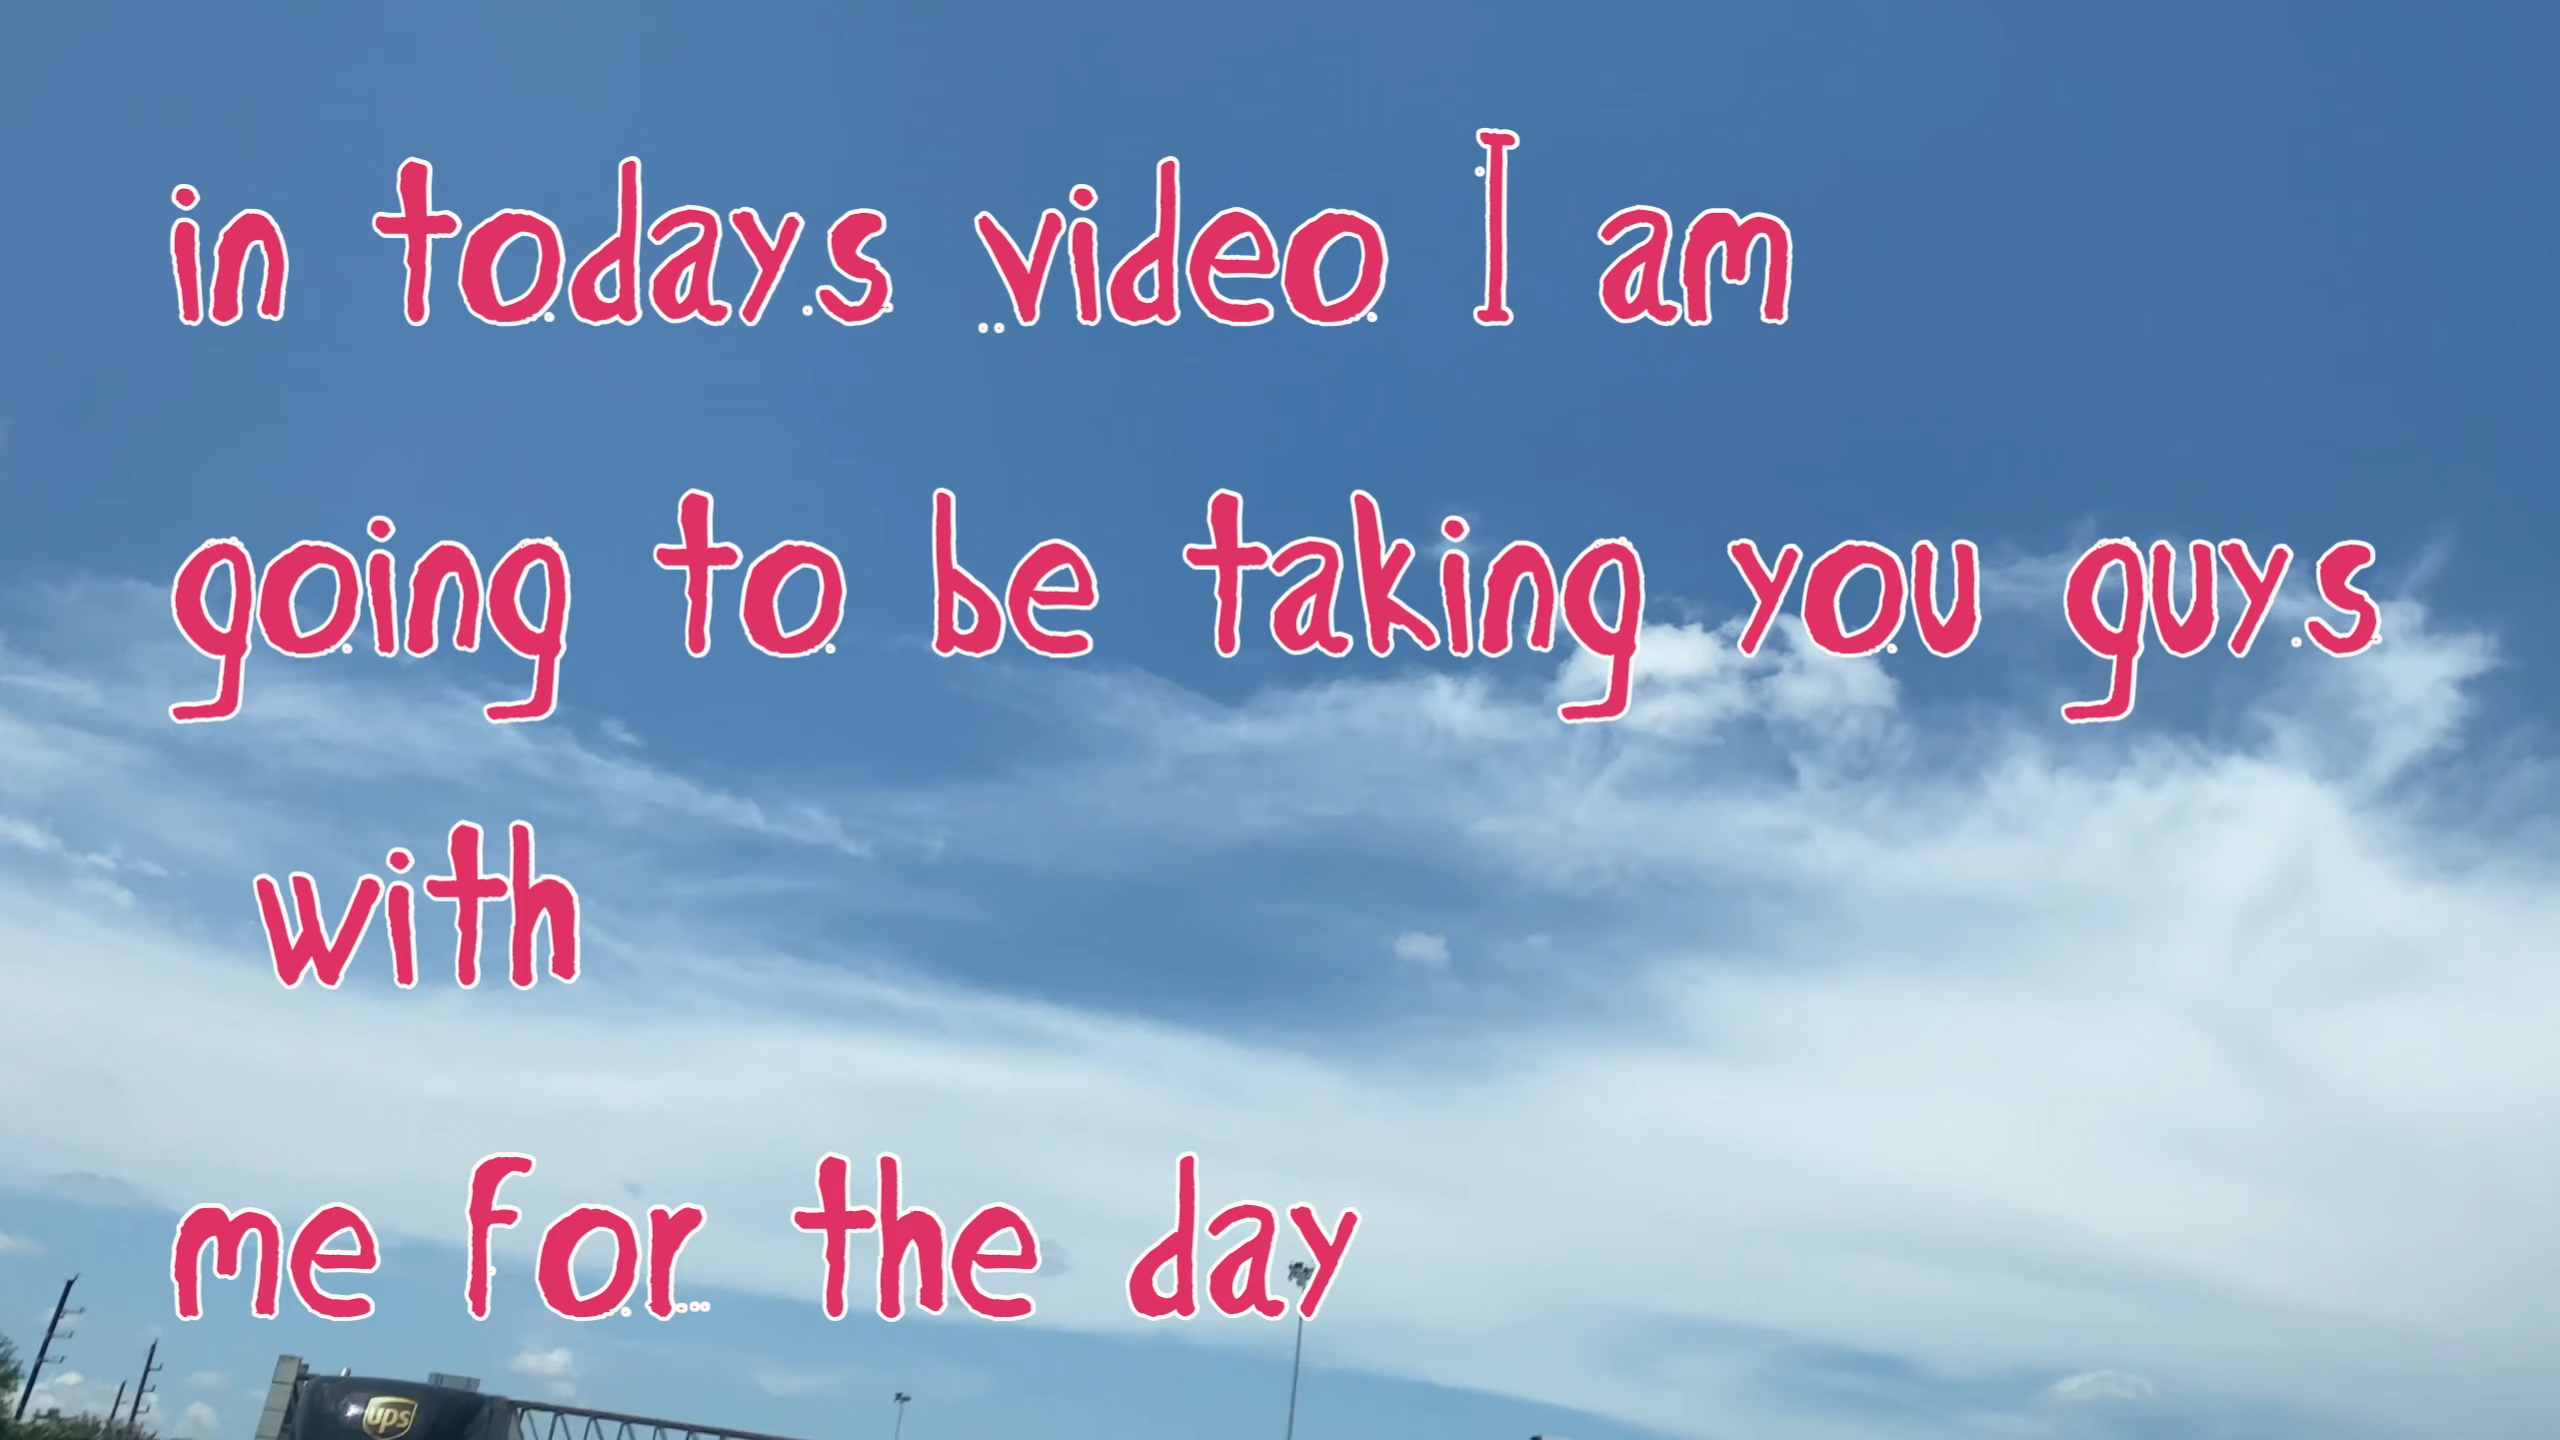 in todays video I am
going to be taking you guys
with
me for the day
ups